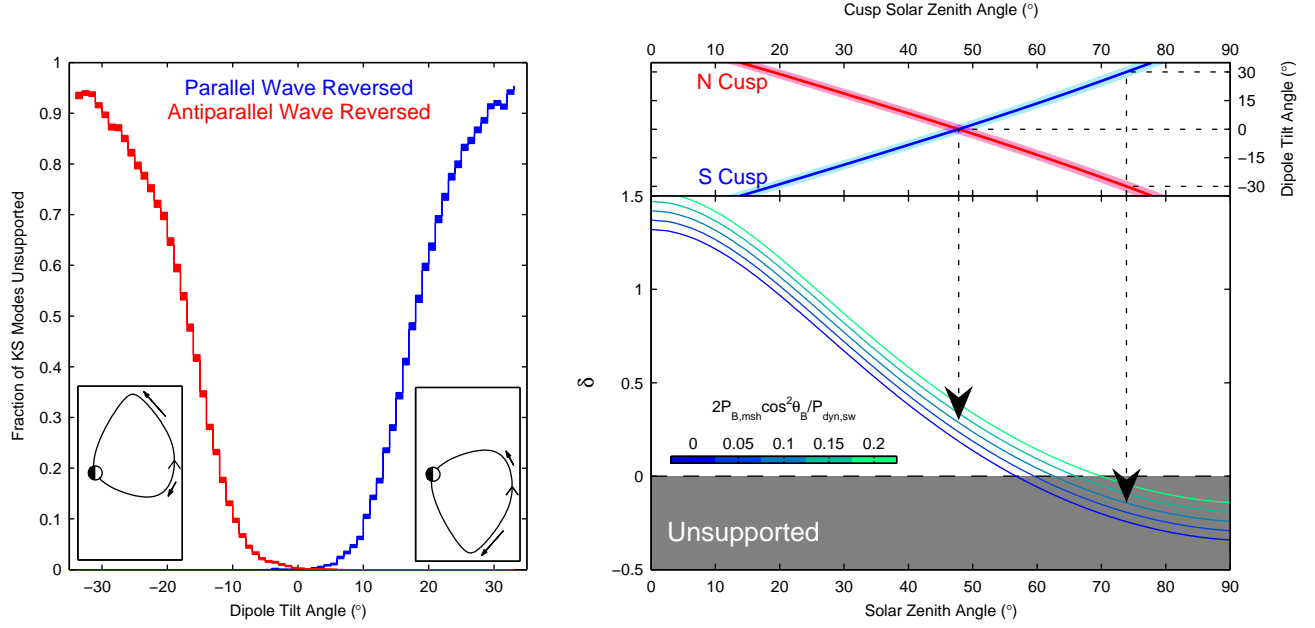 Parallel Wave Reversed
Antiparallel Wave Reversed
Fraction of KS Modes Unsupported
1
0.9
0.8
0.7
0.6
0.5
0.4
0.3
0.2
0.1
0
−30 −20 −10 0 10 20 30
Dipole Tilt Angle (°)
Cusp Solar Zenith Angle (°)
0 10 20 30 40 50 60 70 80 90
N Cusp
S Cusp
30
15
0
−15
−30
Dipole Tilt Angle (°)
1.5
1
0.5
0
−0.5
δ
2P_{B,msh}cos²θ_B/P_{dyn,sw}
0 0.05 0.1 0.15 0.2
Unsupported
0 10 20 30 40 50 60 70 80 90
Solar Zenith Angle (°)